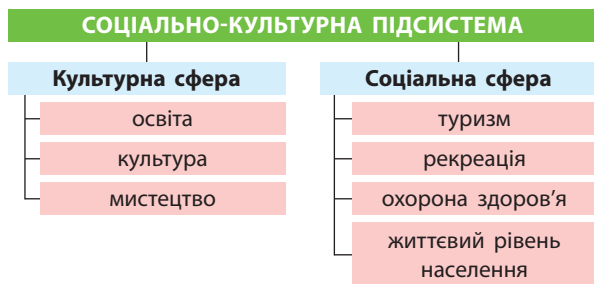 СОЦІАЛЬНО-КУЛЬТУРНА ПІДСИСТЕМА
Культурна сфера
освіта
культура
мистецтво
Соціальна сфера
туризм
рекреація
охорона здоров’я
життєвий рівень
населення